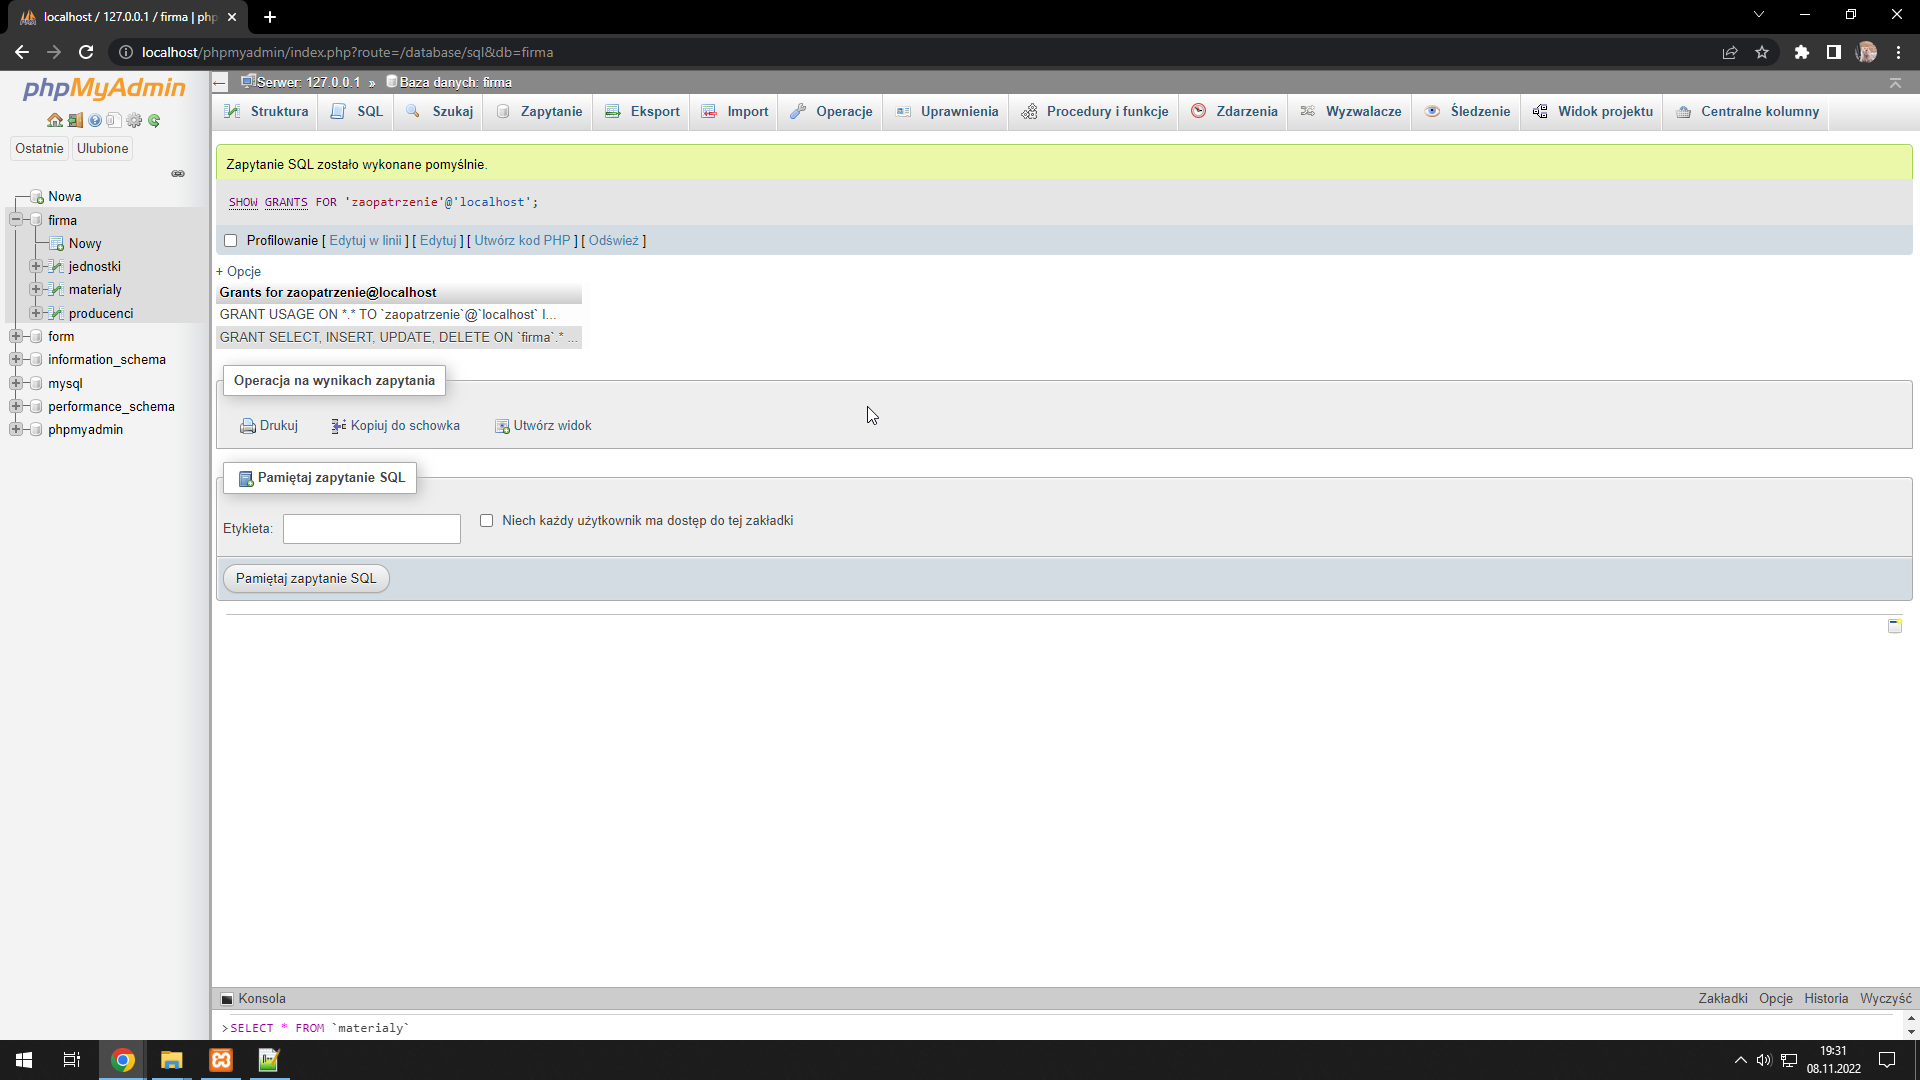 localhost / 127.0.0.1 / firma | php
localhost/phpmyadmin/index.php?route=/database/sql&db=firma
phpMyAdmin
Ostatnie
Ulubione
Nowa
firma
Nowy
jednostki
materialy
producenci
form
information_schema
mysql
performance_schema
phpmyadmin
Serwer: 127.0.0.1 » Baza danych: firma
Struktura
SQL
Szukaj
Zapytanie
Eksport
Import
Operacje
Uprawnienia
Procedury i funkcje
Zdarzenia
Wyzwalacze
Śledzenie
Widok projektu
Centralne kolumny
Zapytanie SQL zostało wykonane pomyślnie.
SHOW GRANTS FOR 'zaopatrzenie'@'localhost';
Profilowanie [ Edytuj w linii ] [ Edytuj ] [ Utwórz kod PHP ] [ Odśwież ]
+ Opcje
Grants for zaopatrzenie@localhost
GRANT USAGE ON *.* TO `zaopatrzenie`@`localhost` I...
GRANT SELECT, INSERT, UPDATE, DELETE ON `firma`.* ...
Operacja na wynikach zapytania
Drukuj
Kopiuj do schowka
Utwórz widok
Pamiętaj zapytanie SQL
Etykieta:
Niech każdy użytkownik ma dostęp do tej zakładki
Pamiętaj zapytanie SQL
Konsola
Zakładki
Opcje
Historia
Wyczyść
>SELECT * FROM `materialy`
19:31
08.11.2022